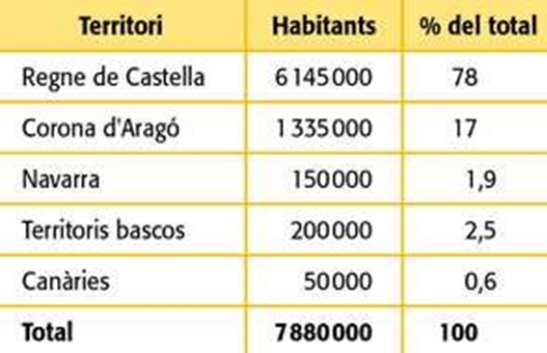 Territori Habitants % del total
Regne de Castella 6 145 000 78
Corona d'Aragó 1 335 000 17
Navarra 150 000 1,9
Territoris bascos 200 000 2,5
Canàries 50 000 0,6
Total 7 880 000 100